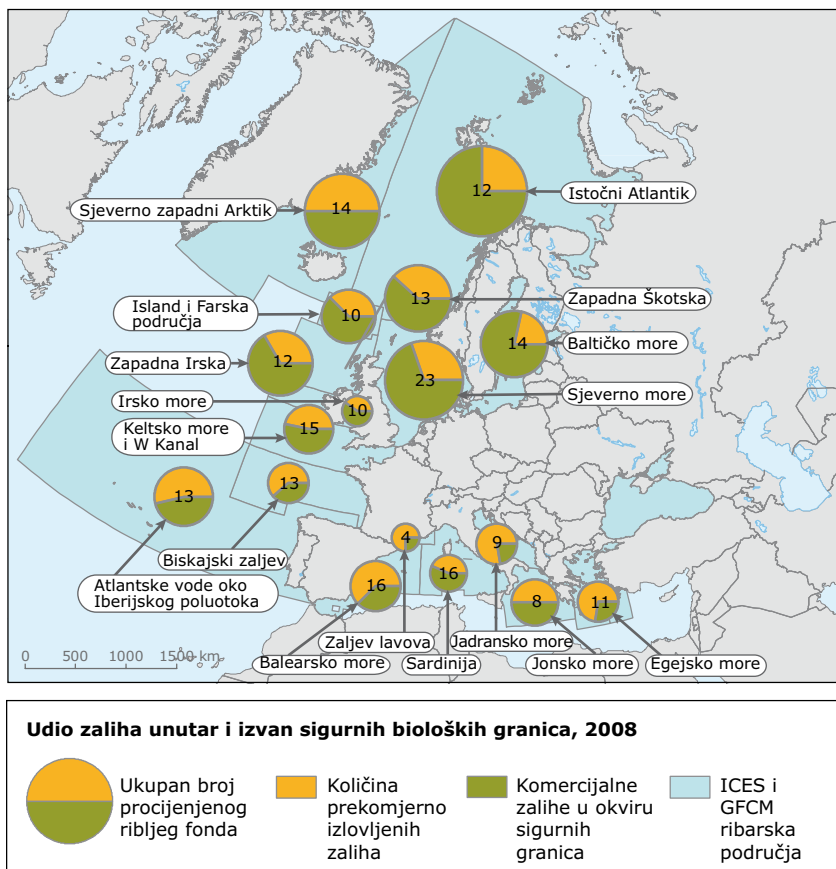 14
Sjeverno zapadni Arktik
12
Istočni Atlantik
Island i Farska
područja
10
13
Zapadna Škotska
12
Zapadna Irska
14
Baltičko more
Irsko more
10
23
Sjeverno more
Keltsko more
i W Kanal
15
13
Atlantske vode oko
Iberijskog poluotoka
13
Biskajski zaljev
4
Zaljev lavova
9
Jadransko more
16
Balearsko more
16
Sardinija
8
Jonsko more
11
Egejsko more
0 500 1000 1500 km
Udio zaliha unutar i izvan sigurnih bioloških granica, 2008
Ukupan broj
procijenjenog
ribljeg fonda
Količina
prekomjerno
izlovljenih
zaliha
Komercijalne
zalihe u okviru
sigurnih
granica
ICES i
GFCM
ribarska
područja